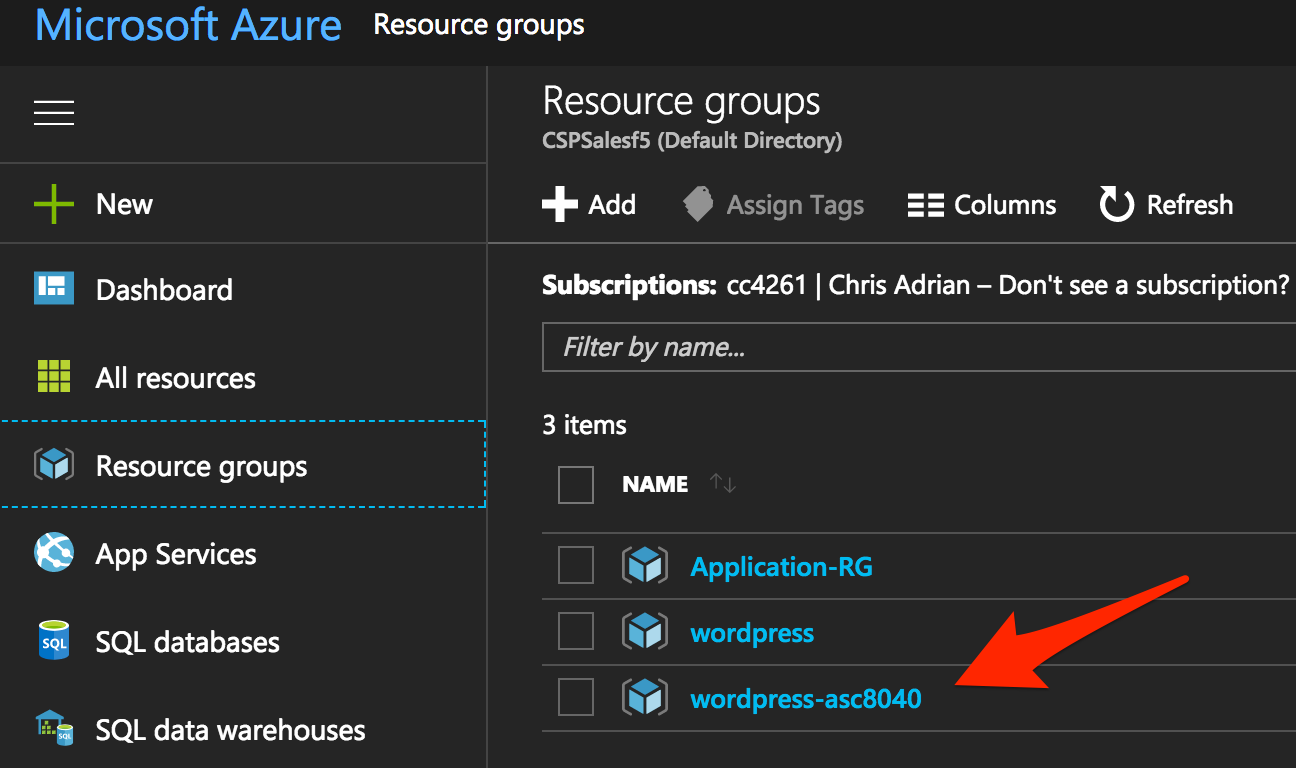 Microsoft Azure Resource groups
Resource groups
CSPSalesf5 (Default Directory)
New
Add
Assign Tags
Columns
Refresh
Dashboard
Subscriptions: cc4261 | Chris Adrian – Don't see a subscription?
Filter by name...
All resources
3 items
Resource groups
NAME
App Services
Application-RG
SQL databases
wordpress
wordpress-asc8040
SQL
SQL data warehouses
SQL